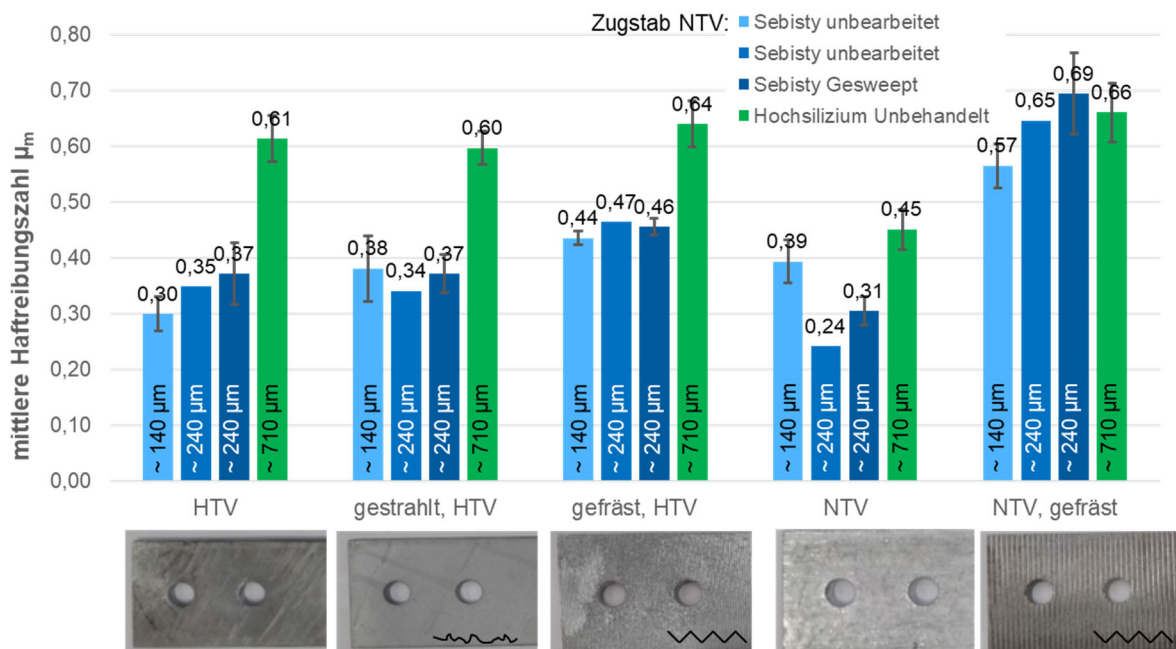 mittlere Haftreibungszahl μm
Zugstab NTV:
Sebisty unbearbeitet
Sebisty unbearbeitet
Sebisty Gesweept
Hochsilizium Unbehandelt
0,80
0,70
0,60
0,50
0,40
0,30
0,20
0,10
0,00
0,30
0,35
0,37
0,61
0,38
0,34
0,37
0,60
0,44
0,47
0,46
0,64
0,39
0,24
0,31
0,45
0,57
0,65
0,69
0,66
~ 140 μm
~ 240 μm
~ 240 μm
~ 710 μm
~ 140 μm
~ 240 μm
~ 240 μm
~ 710 μm
~ 140 μm
~ 240 μm
~ 240 μm
~ 710 μm
~ 140 μm
~ 240 μm
~ 240 μm
~ 710 μm
~ 140 μm
~ 240 μm
~ 240 μm
~ 710 μm
HTV
gestrahlt, HTV
gefräst, HTV
NTV
NTV, gefräst